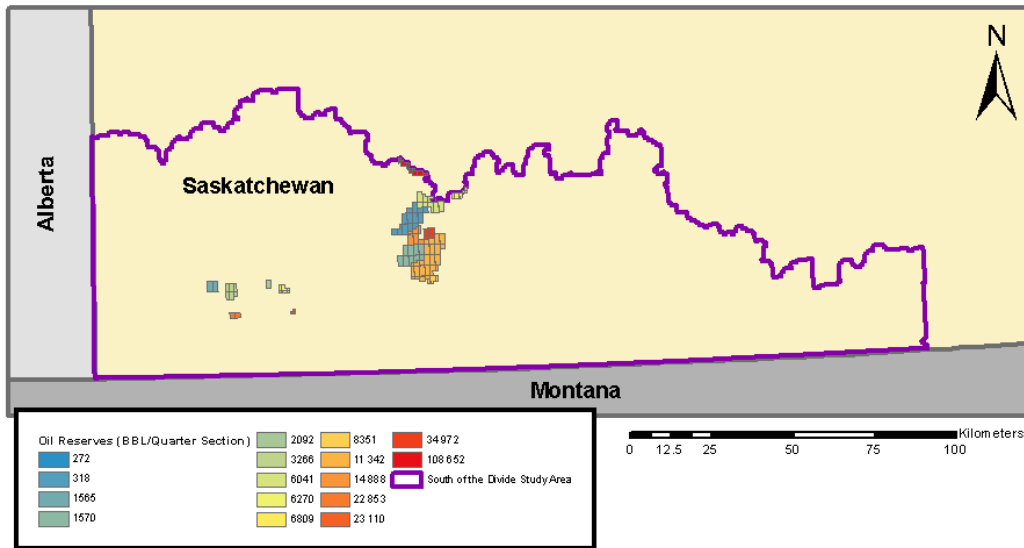 N
Alberta
Saskatchewan
Montana
Oil Reserves (BBL/Quarter Section)
272
318
1565
1570
2092
3266
6041
6270
6809
8351
11 342
14 888
22 853
23 110
34 972
108 652
South of the Divide Study Area
Kilometers
0 12.5 25 50 75 100